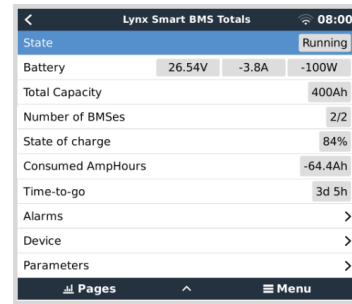 Lynx Smart BMS Totals 08:00
State Running
Battery 26.54V -3.8A -100W
Total Capacity 400Ah
Number of BMSes 2/2
State of charge 84%
Consumed AmpHours -64.4Ah
Time-to-go 3d 5h
Alarms
Device
Parameters
Pages Menu